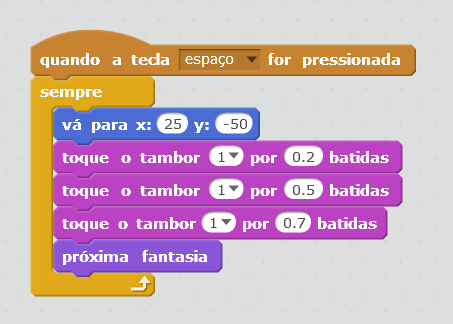 quando a tecla espaço for pressionada
sempre
vá para x: 25 y: -50
toque o tambor 1 por 0.2 batidas
toque o tambor 1 por 0.5 batidas
toque o tambor 1 por 0.7 batidas
próxima fantasia